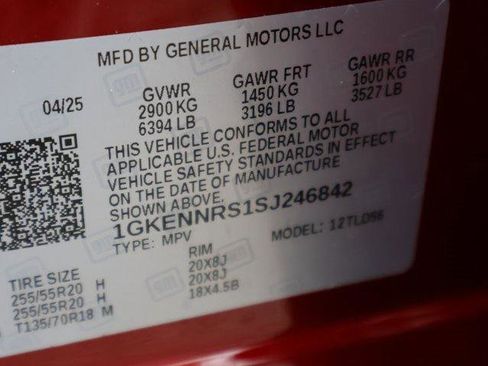 MFD BY GENERAL MOTORS LLC
04/25
GVWR
2900 KG
6394 LB
GAWR FRT
1450 KG
3196 LB
GAWR RR
1600 KG
3527 LB
THIS VEHICLE CONFORMS TO ALL
APPLICABLE U.S. FEDERAL MOTOR
VEHICLE SAFETY STANDARDS IN EFFECT
ON THE DATE OF MANUFACTURE
SHOWN ABOVE.
1GKENNRS1SJ246842
TYPE: MPV
MODEL:
TIRE SIZE
RIM
255/55R20 H
20X8J
255/55R20 H
20X8J
T135/70R18 M
18X4.5B